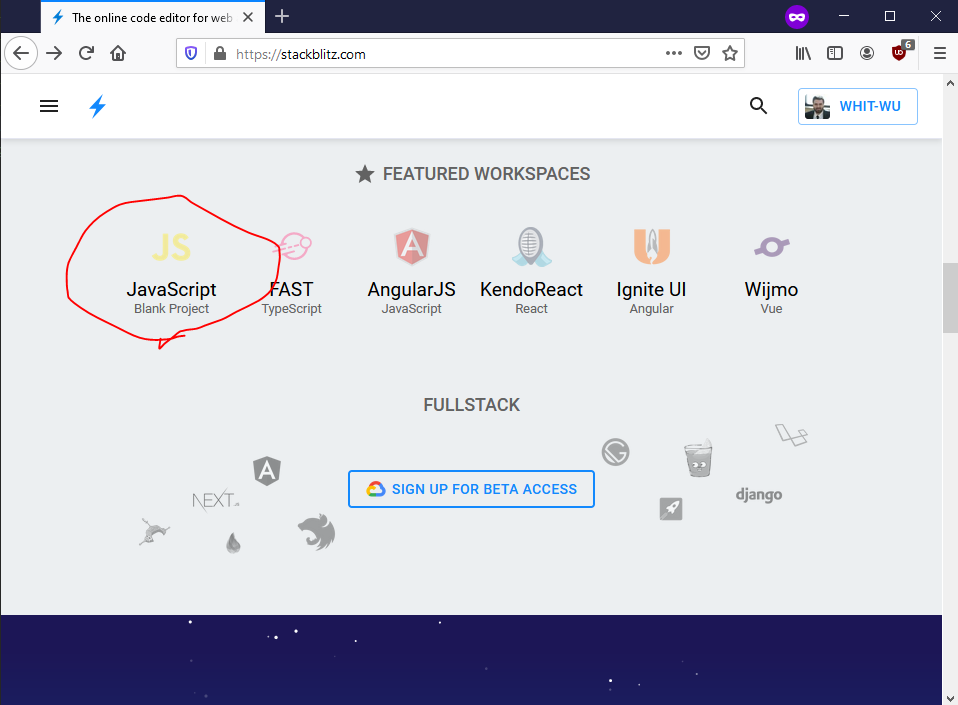 The online code editor for web
https://stackblitz.com
6
WHIT-WU
FEATURED WORKSPACES
JS
JavaScript
Blank Project
FAST
TypeScript
A
AngularJS
JavaScript
KendoReact
React
Ignite UI
Angular
Wijmo
Vue
FULLSTACK
A
NEXT.
G
django
SIGN UP FOR BETA ACCESS